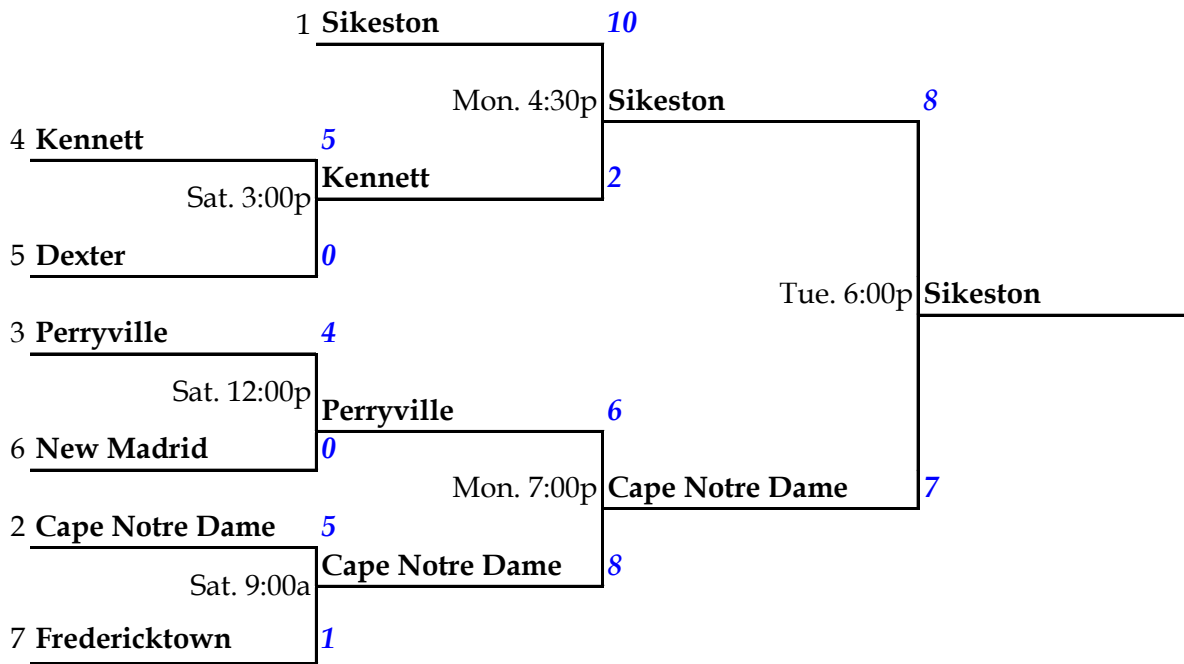 1 Sikeston 10
Mon. 4:30p Sikeston 8
4 Kennett 5
Kennett 2
Sat. 3:00p
5 Dexter 0
Tue. 6:00p Sikeston
3 Perryville 4
Sat. 12:00p
Perryville 6
6 New Madrid 0
Mon. 7:00p Cape Notre Dame 7
2 Cape Notre Dame 5
Cape Notre Dame 8
Sat. 9:00a
7 Fredericktown 1